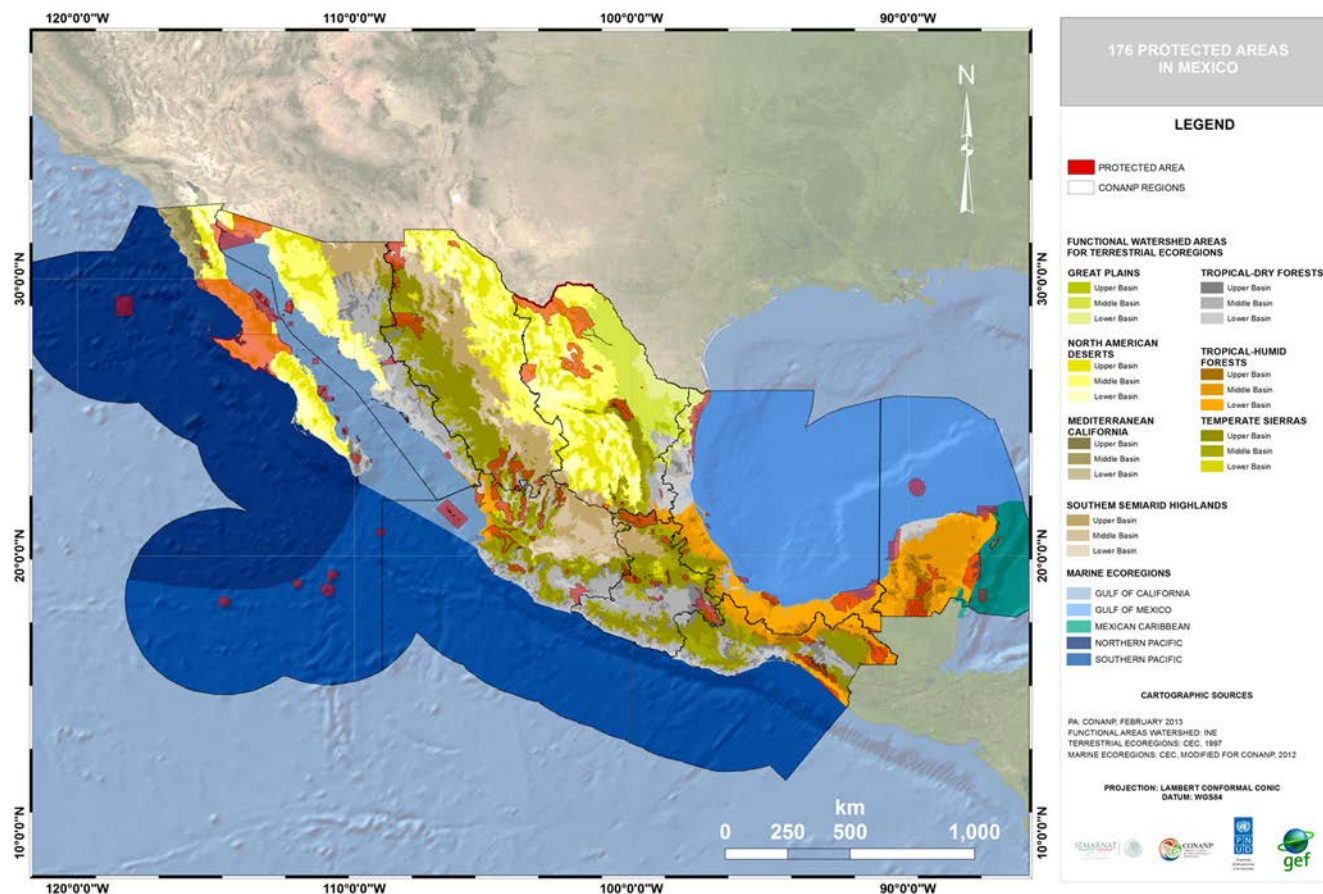 120°0'0"W 110°0'0"W 100°0'0"W 90°0'0"W
30°0'0"N 20°0'0"N 10°0'0"N
N
km
0 250 500 1,000
30°0'0"N 20°0'0"N 10°0'0"N
120°0'0"W 110°0'0"W 100°0'0"W 90°0'0"W
176 PROTECTED AREAS
IN MEXICO
LEGEND
PROTECTED AREA
CONANP REGIONS
FUNCTIONAL WATERSHED AREAS
FOR TERRESTRIAL ECOREGIONS
GREAT PLAINS
Upper Basin
Middle Basin
Lower Basin
TROPICAL-DRY FORESTS
Upper Basin
Middle Basin
Lower Basin
NORTH AMERICAN
DESERTS
Upper Basin
Middle Basin
Lower Basin
TROPICAL-HUMID
FORESTS
Upper Basin
Middle Basin
Lower Basin
MEDITERRANEAN
CALIFORNIA
Upper Basin
Middle Basin
Lower Basin
TEMPERATE SIERRAS
Upper Basin
Middle Basin
Lower Basin
SOUTHEM SEMIARID HIGHLANDS
Upper Basin
Middle Basin
Lower Basin
MARINE ECOREGIONS
GULF OF CALIFORNIA
GULF OF MEXICO
MEXICAN CARIBBEAN
NORTHERN PACIFIC
SOUTHERN PACIFIC
CARTOGRAPHIC SOURCES
PA: CONANP, FEBRUARY 2013
FUNCTIONAL AREAS WATERSHED: INE
TERRESTRIAL ECOREGIONS: CEC, 1997
MARINE ECOREGIONS: CEC, MODIFIED FOR CONANP, 2012
PROJECTION: LAMBERT CONFORMAL CONIC
DATUM: WGS84
SEMARNAT
CONANP
P N
U D
gef